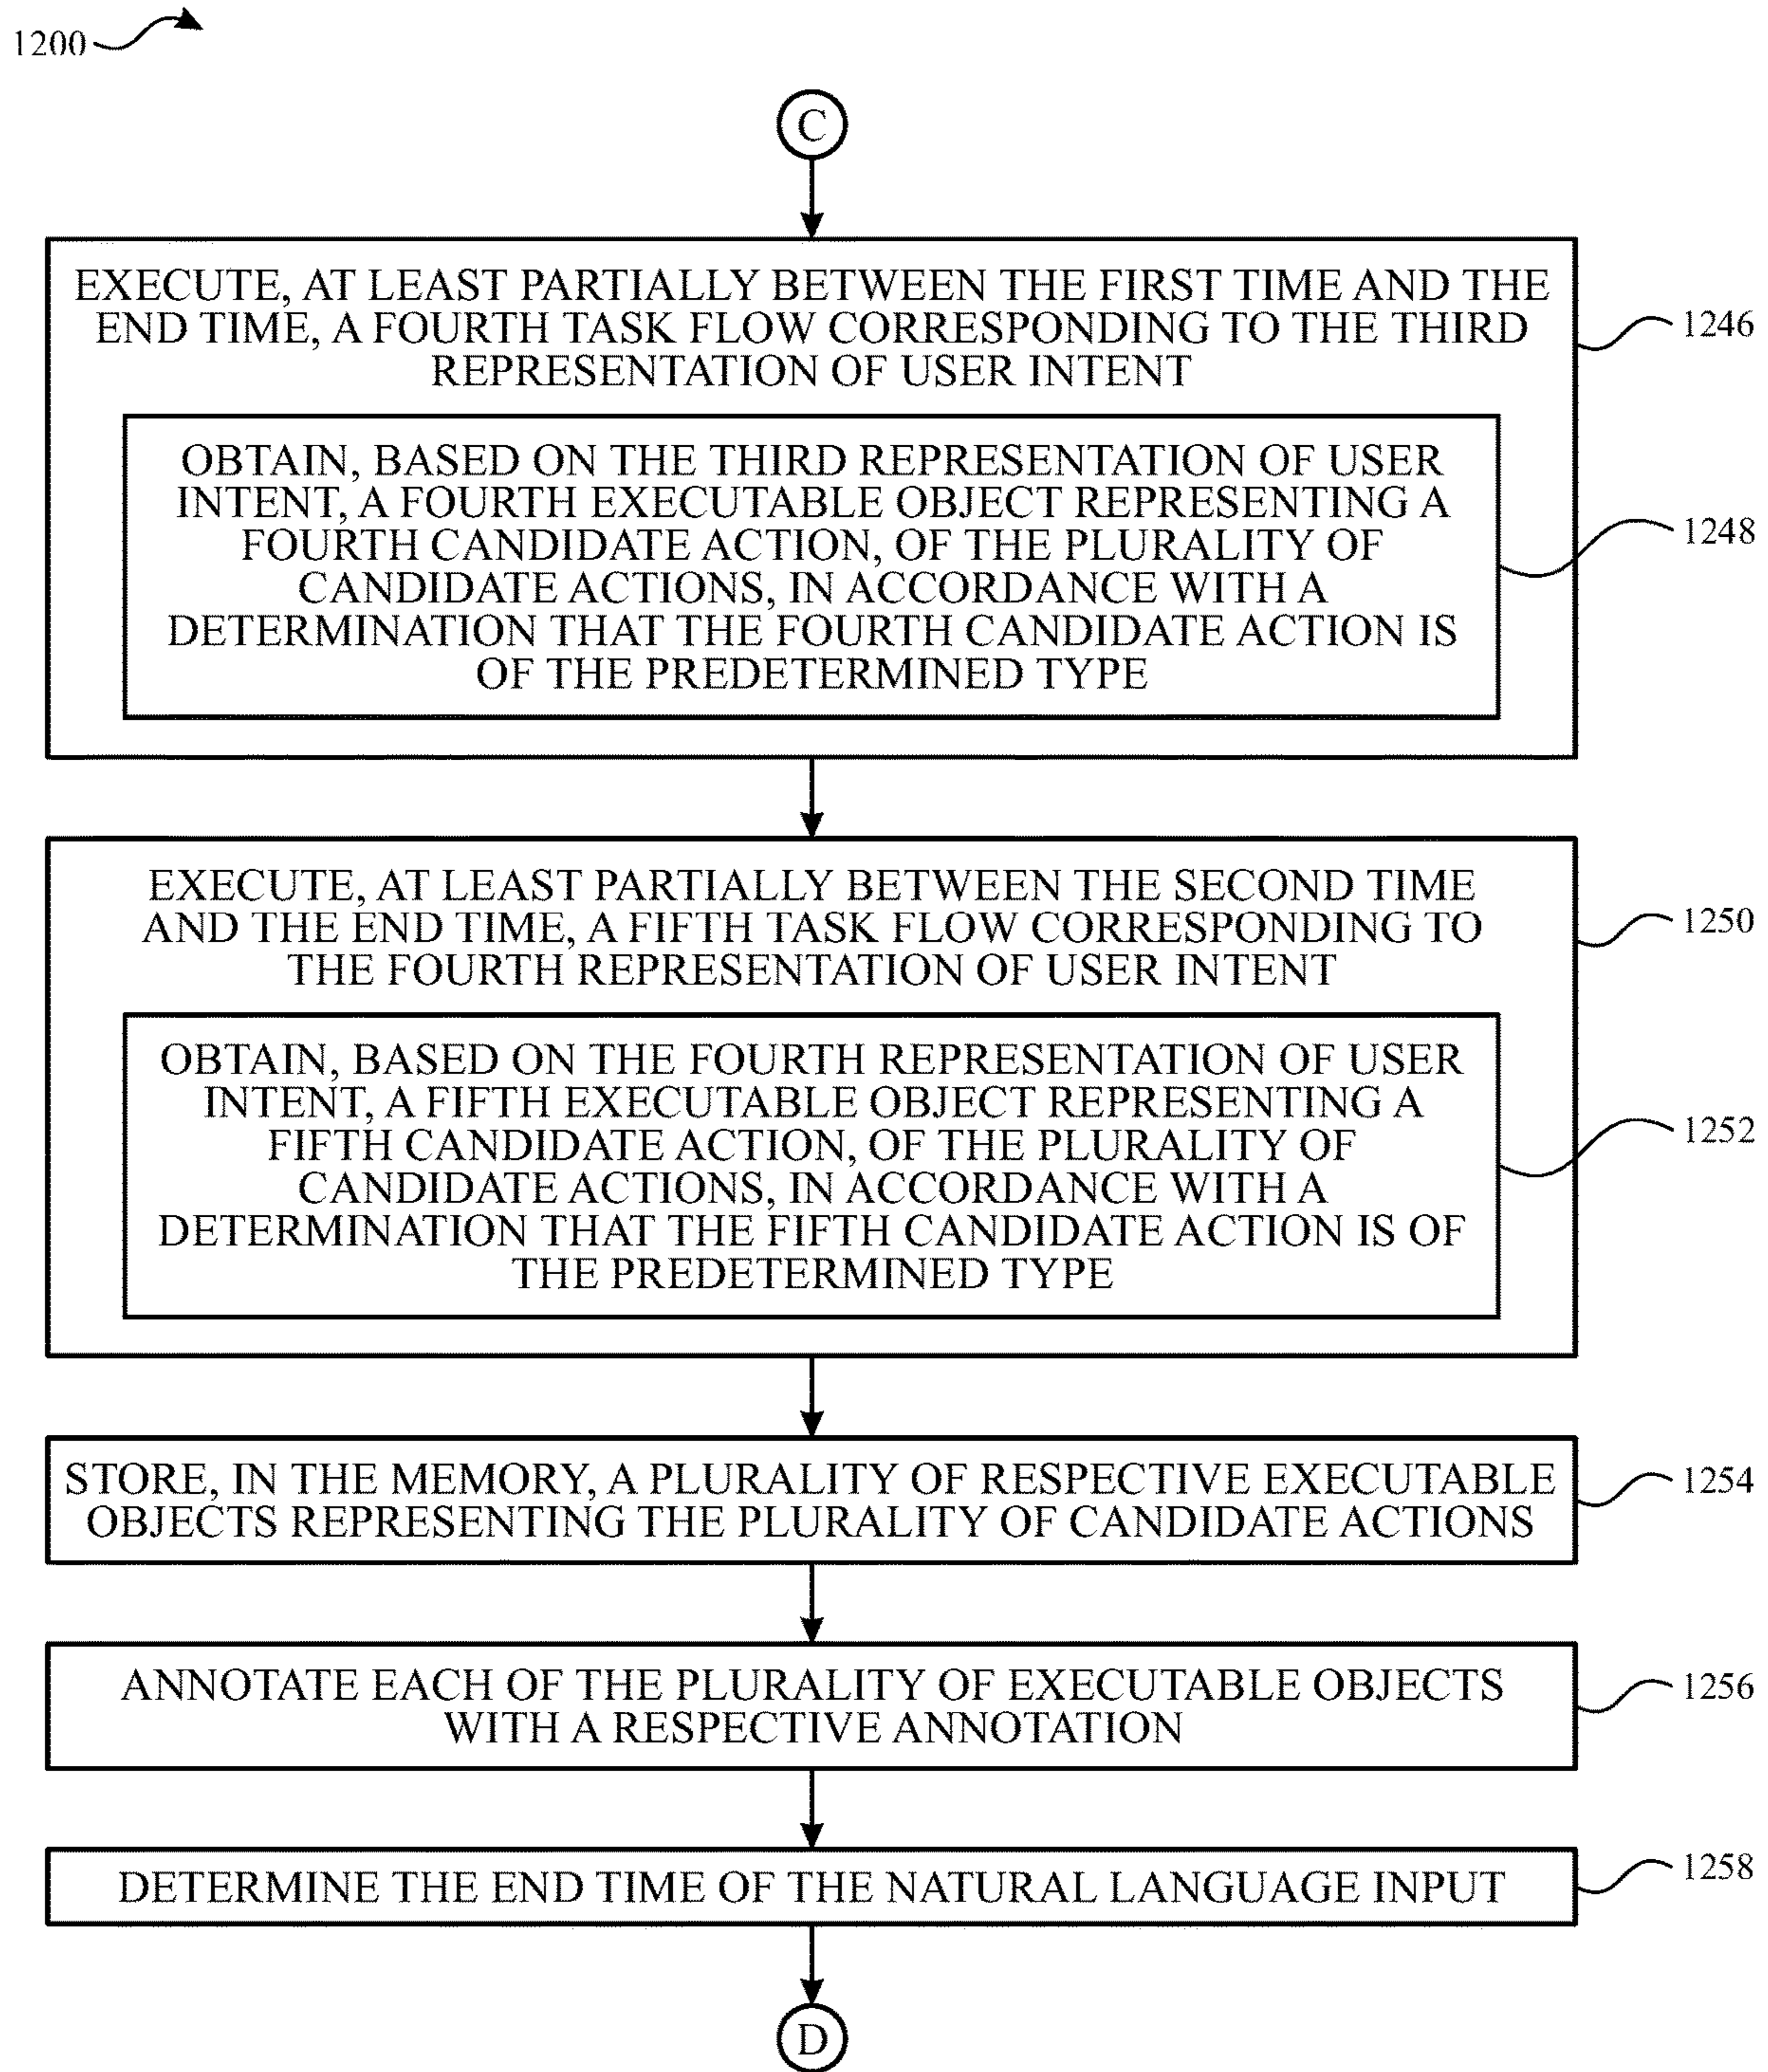 1200
C
EXECUTE, AT LEAST PARTIALLY BETWEEN THE FIRST TIME AND THE
END TIME, A FOURTH TASK FLOW CORRESPONDING TO THE THIRD
REPRESENTATION OF USER INTENT
1246
OBTAIN, BASED ON THE THIRD REPRESENTATION OF USER
INTENT, A FOURTH EXECUTABLE OBJECT REPRESENTING A
FOURTH CANDIDATE ACTION, OF THE PLURALITY OF
CANDIDATE ACTIONS, IN ACCORDANCE WITH A
DETERMINATION THAT THE FOURTH CANDIDATE ACTION IS
OF THE PREDETERMINED TYPE
1248
EXECUTE, AT LEAST PARTIALLY BETWEEN THE SECOND TIME
AND THE END TIME, A FIFTH TASK FLOW CORRESPONDING TO
THE FOURTH REPRESENTATION OF USER INTENT
1250
OBTAIN, BASED ON THE FOURTH REPRESENTATION OF USER
INTENT, A FIFTH EXECUTABLE OBJECT REPRESENTING A
FIFTH CANDIDATE ACTION, OF THE PLURALITY OF
CANDIDATE ACTIONS, IN ACCORDANCE WITH A
DETERMINATION THAT THE FIFTH CANDIDATE ACTION IS OF
THE PREDETERMINED TYPE
1252
STORE, IN THE MEMORY, A PLURALITY OF RESPECTIVE EXECUTABLE
OBJECTS REPRESENTING THE PLURALITY OF CANDIDATE ACTIONS
1254
ANNOTATE EACH OF THE PLURALITY OF EXECUTABLE OBJECTS
WITH A RESPECTIVE ANNOTATION
1256
DETERMINE THE END TIME OF THE NATURAL LANGUAGE INPUT
1258
D